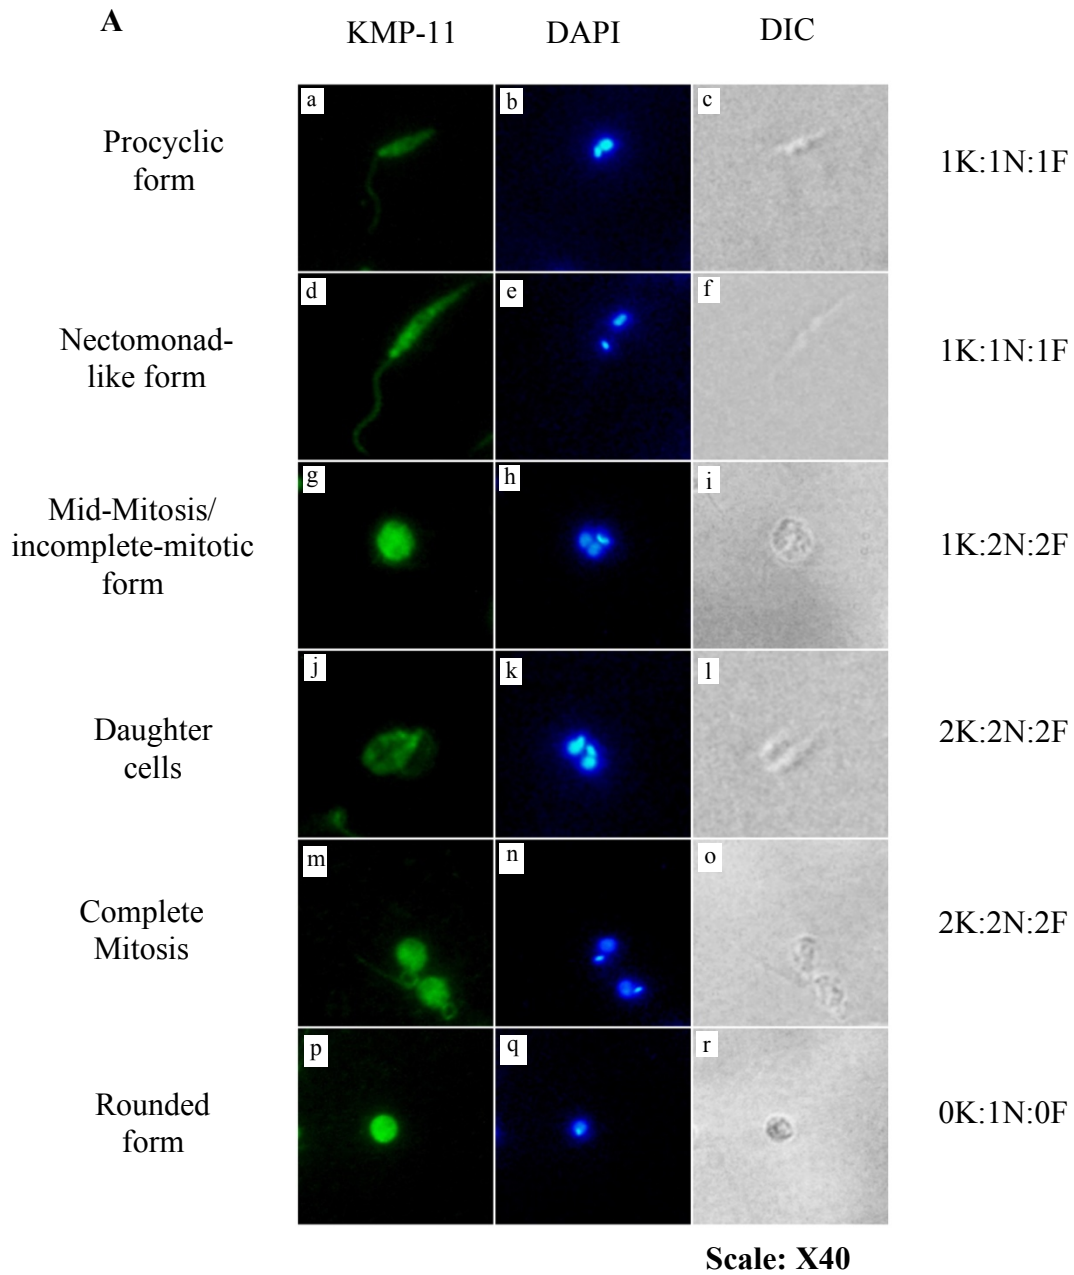 A
KMP-11 DAPI DIC
a b c
Procyclic
form
1K:1N:1F
d e f
Nectomonad-
like form
1K:1N:1F
g h i
Mid-Mitosis/
incomplete-mitotic
form
1K:2N:2F
j k l
Daughter
cells
2K:2N:2F
m n o
Complete
Mitosis
2K:2N:2F
p q r
Rounded
form
0K:1N:0F
Scale: X40